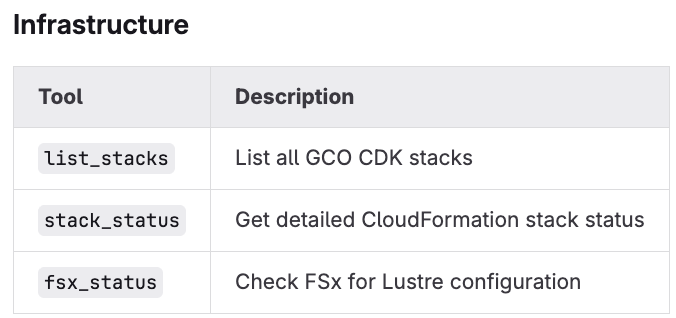 Infrastructure
Tool Description
list_stacks List all GCO CDK stacks
stack_status Get detailed CloudFormation stack status
fsx_status Check FSx for Lustre configuration